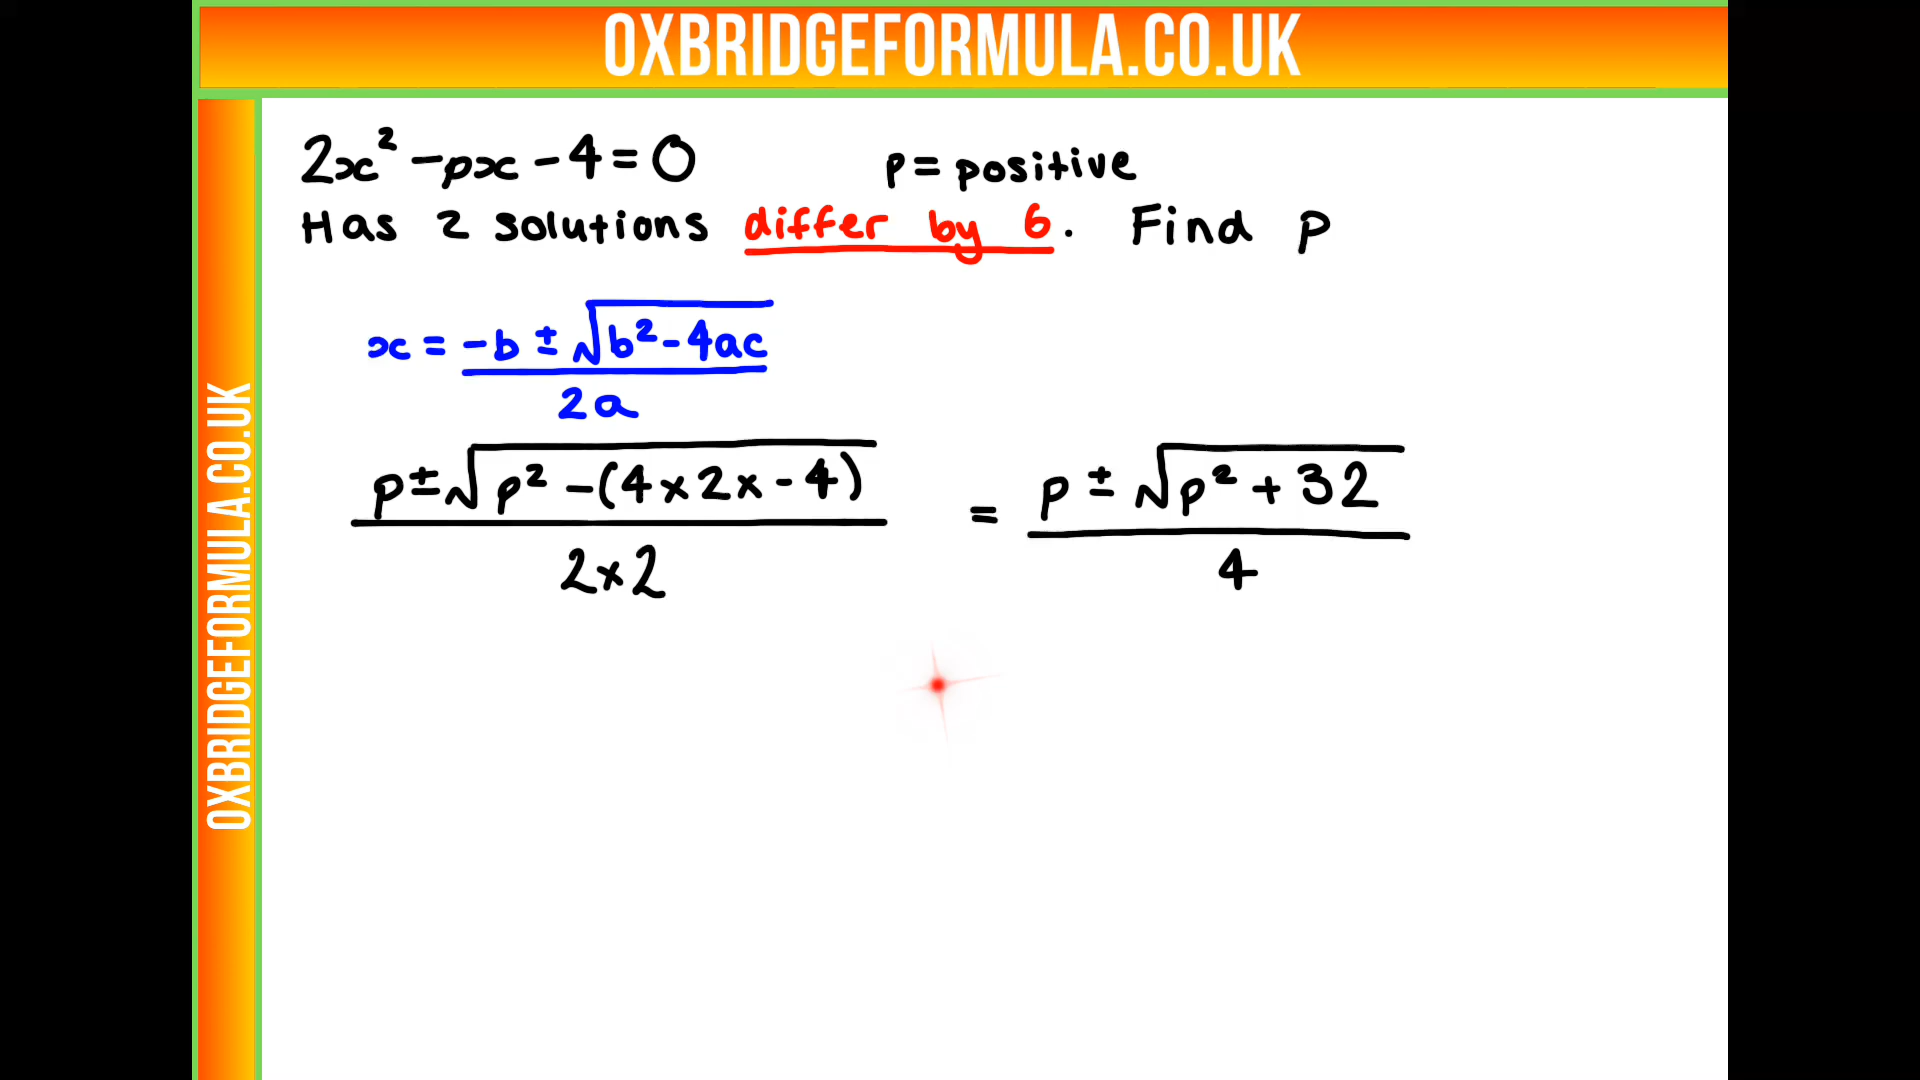 OXBRIDGEFORMULA.CO.UK
OXBRIDGEFORMULA.CO.UK
2x² - px - 4 = 0 p = positive
Has 2 solutions differ by 6. Find p
x = -b ± √b² - 4ac
2a
p ± √p² - (4 x 2 x - 4) = p ± √p² + 32
2 x 2 4